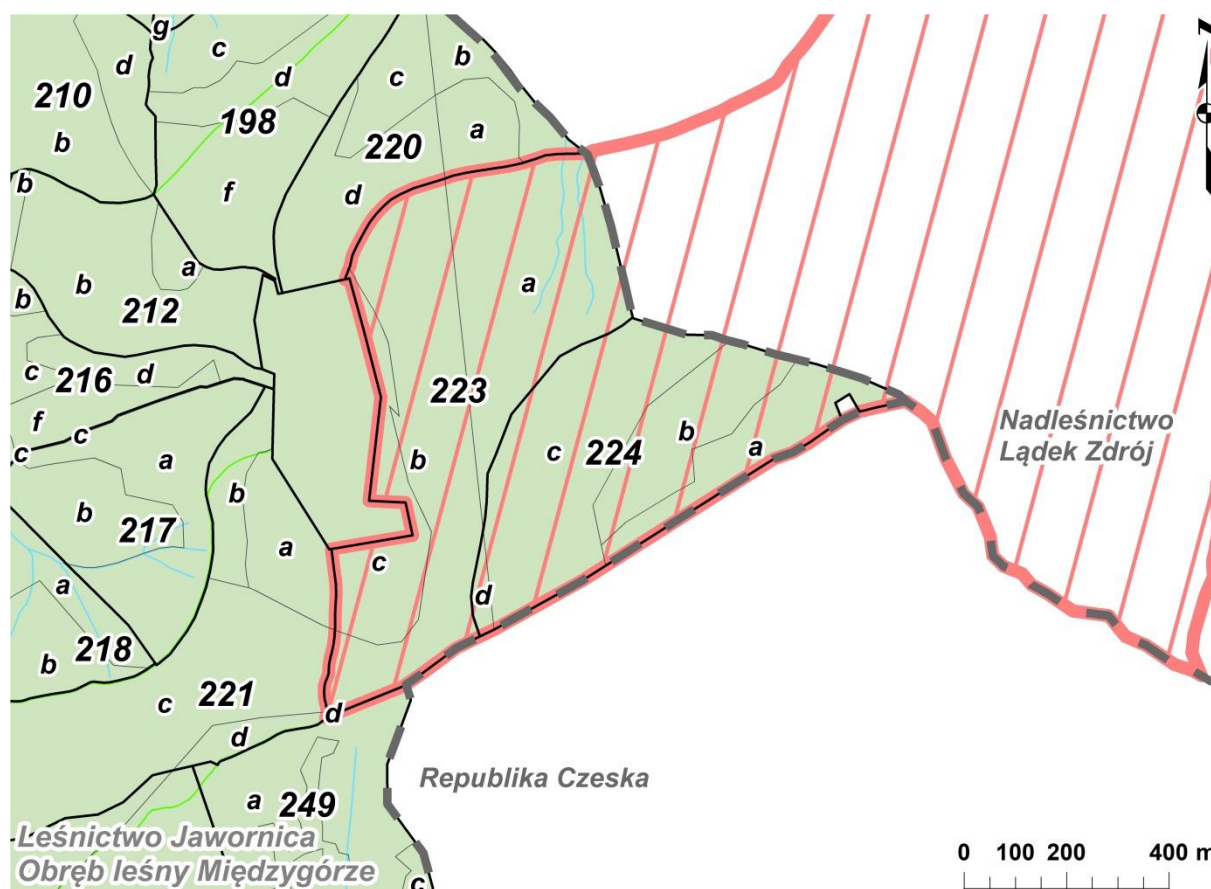 g
c
b
d
d
c
210
198
220
a
b
b
f
d
a
a
b
212
b
c
216
d
223
f
c
c
a
b
b
c
224
b
a
Nadleśnictwo
Lądek Zdrój
b
217
a
c
a
d
218
b
c
221
d
d
Republika Czeska
a
249
Leśnictwo Jawornica
Obręb leśny Międzygórze
c
0 100 200 400 m